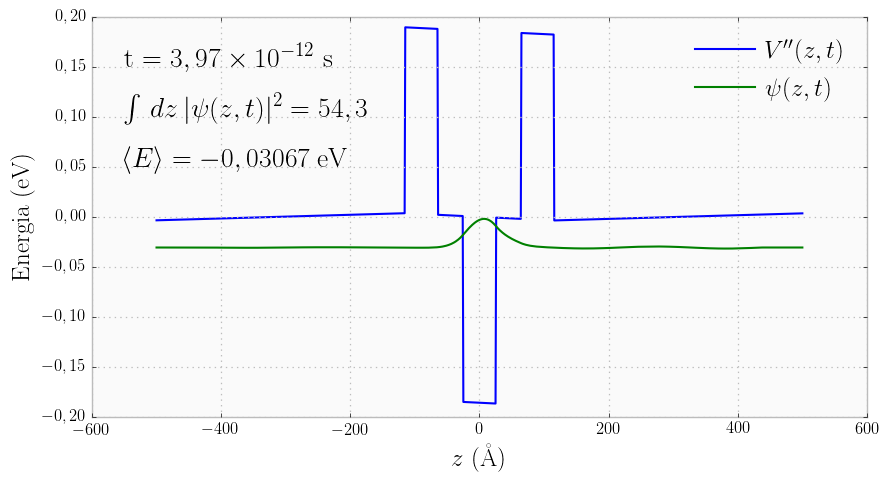 t = 3,97 × 10⁻¹² s
∫ dz |ψ(z,t)|² = 54,3
⟨E⟩ = −0,03067 eV
V″(z,t)
ψ(z,t)
Energia (eV)
0,20
0,15
0,10
0,05
0,00
−0,05
−0,10
−0,15
−0,20
−600 −400 −200 0 200 400 600
z (Å)